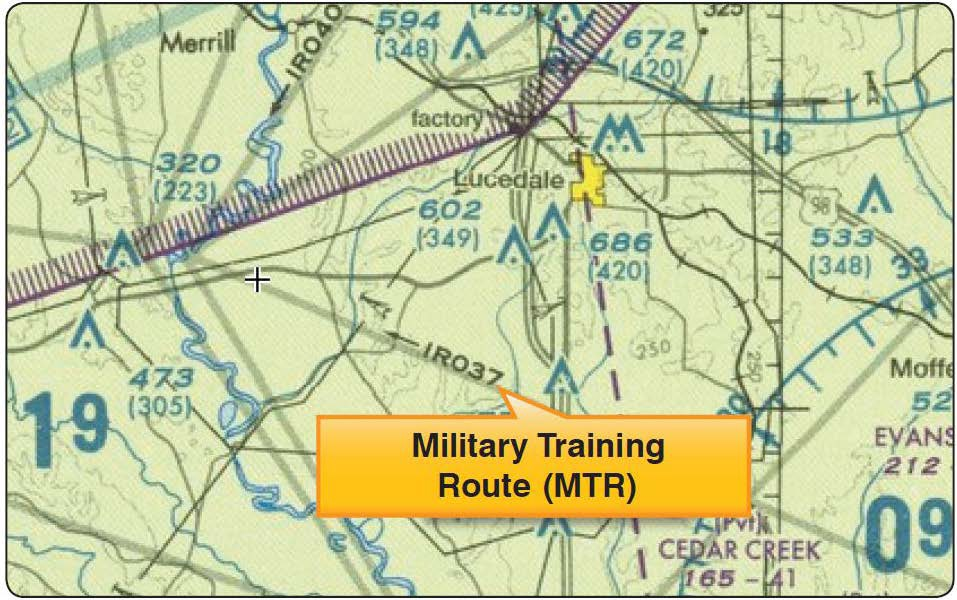 594
(348)
(425)
325
Merrill
IR040
672
(420)
factory
18
320
(223)
Lucedale
98
602
(349)
686
(420)
533
(348)
33
250
IR037
250
Moffe
473
(305)
52
19
Military Training
Route (MTR)
EVANS
212
09
(Pvt)
CEDAR CREEK
165 - 41